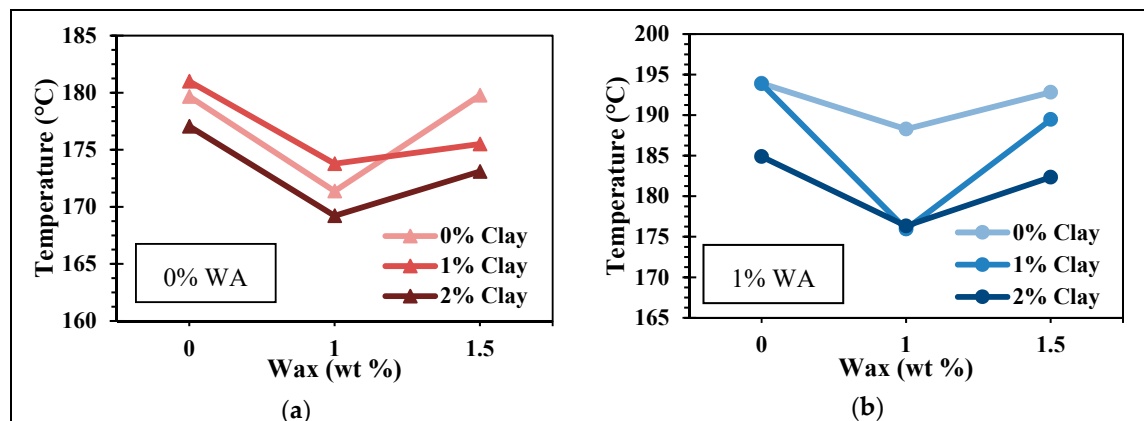 185
180
175
170
165
160
Temperature (°C)
0% Clay
1% Clay
2% Clay
0% WA
0
1
1.5
Wax (wt %)
(a)
200
195
190
185
180
175
170
165
Temperature (°C)
0% Clay
1% Clay
2% Clay
1% WA
0
1
1.5
Wax (wt %)
(b)